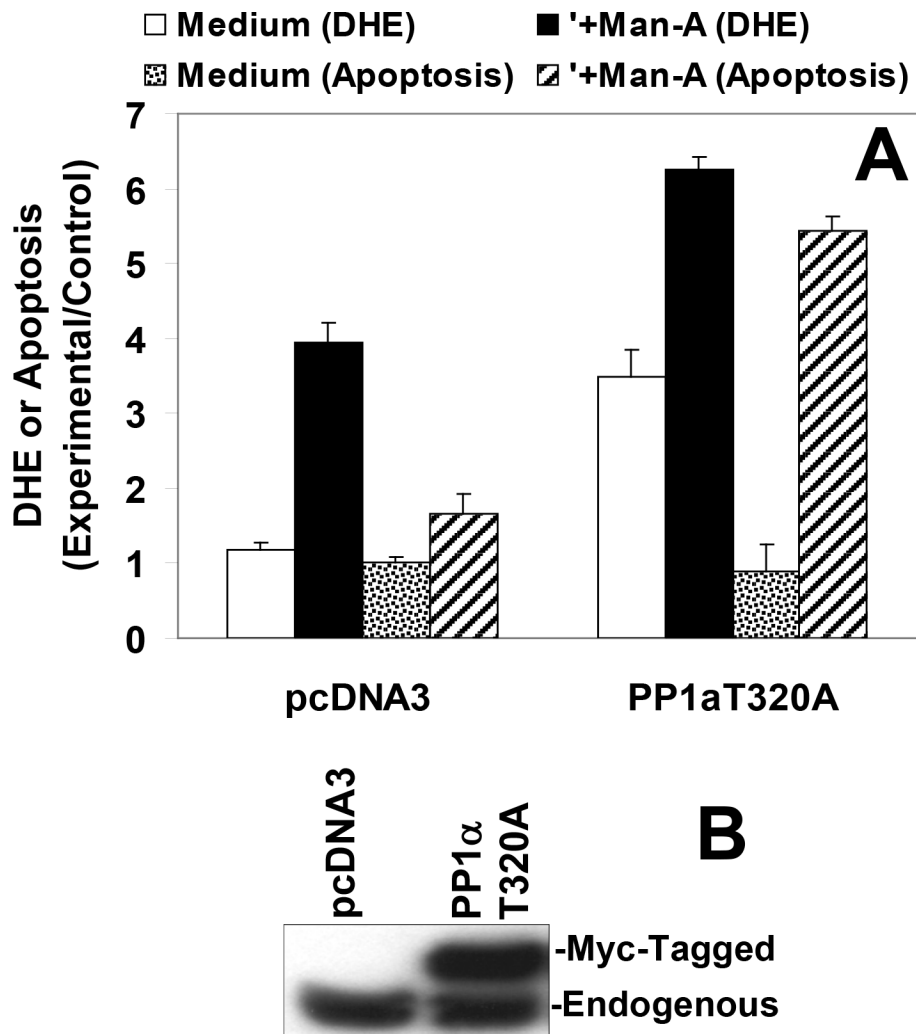 Medium (DHE)
'+Man-A (DHE)
Medium (Apoptosis)
'+Man-A (Apoptosis)
A
DHE or Apoptosis
(Experimental/Control)
7
6
5
4
3
2
1
0
pcDNA3
PP1aT320A
B
pcDNA3
PP1α
T320A
-Myc-Tagged
-Endogenous